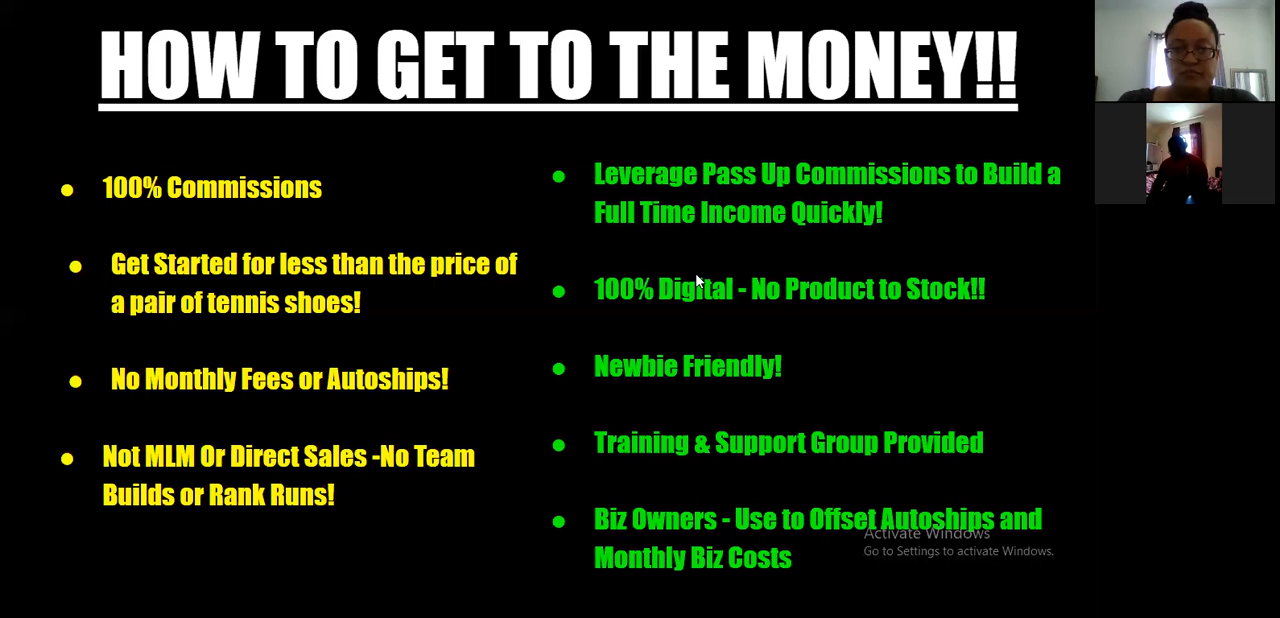 HOW TO GET TO THE MONEY!!
● 100% Commissions
● Get Started for less than the price of
a pair of tennis shoes!
● No Monthly Fees or Autoships!
● Not MLM Or Direct Sales -No Team
Builds or Rank Runs!
● Leverage Pass Up Commissions to Build a
Full Time Income Quickly!
● 100% Digital - No Product to Stock!!
● Newbie Friendly!
● Training & Support Group Provided
● Biz Owners - Use to Offset Autoships and
Monthly Biz Costs
Activate Windows
Go to Settings to activate Windows.